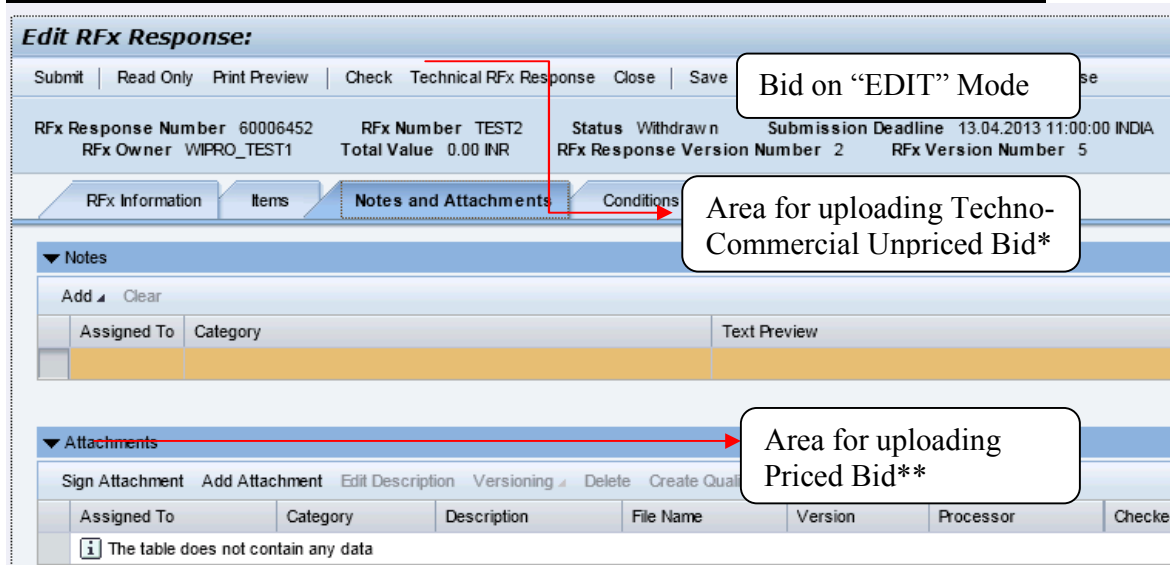 Edit RFx Response:
Submit | Read Only Print Preview | Check Technical RFx Response Close | Save
Bid on “EDIT” Mode
RFx Response Number 60006452 RFx Number TEST2 Status Withdrawn Submission Deadline 13.04.2013 11:00:00 INDIA
RFx Owner WIPRO_TEST1 Total Value 0.00 INR RFx Response Version Number 2 RFx Version Number 5
RFx Information Items Notes and Attachments Conditions
Area for uploading Techno-
Commercial Unpriced Bid*
Notes
Add Clear
Assigned To Category Text Preview
Attachments
Area for uploading
Priced Bid**
Sign Attachment Add Attachment Edit Description Versioning Delete Create
Assigned To Category Description File Name Version Processor
The table does not contain any data